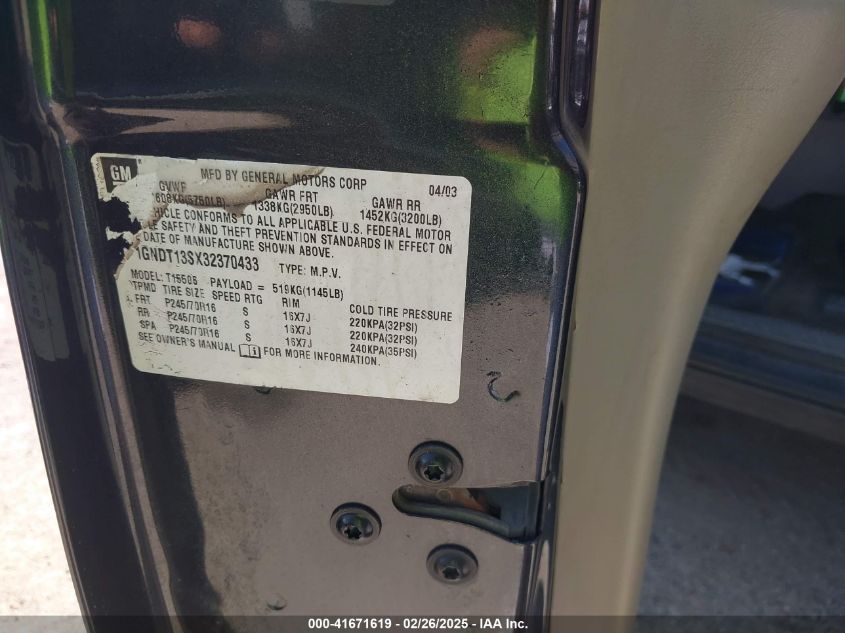 GM
MFD BY GENERAL MOTORS CORP 04/03
GAWR FRT GAWR RR
1338KG(2950LB) 1452KG(3200LB)
HICLE CONFORMS TO ALL APPLICABLE U.S. FEDERAL MOTOR
LE SAFETY AND THEFT PREVENTION STANDARDS IN EFFECT ON
DATE OF MANUFACTURE SHOWN ABOVE.
1GNDT13SX32370433 TYPE: M.P.V.
MODEL: T15506 PAYLOAD = 519KG(1145LB)
TPMD TIRE SIZE SPEED RTG RIM COLD TIRE PRESSURE
FRT P245/70R16 S 16X7J 220KPA(32PSI)
RR P245/70R16 S 16X7J 220KPA(32PSI)
SPA P245/70R16 S 16X7J 240KPA(35PSI)
SEE OWNER'S MANUAL FOR MORE INFORMATION.
000-41671619 - 02/26/2025 - IAA Inc.